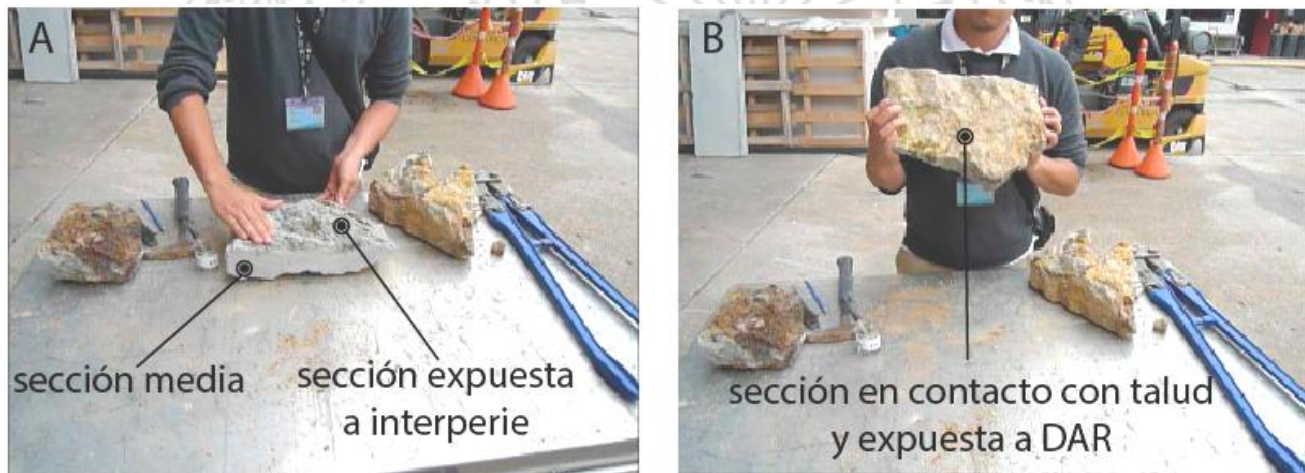 A
sección media
sección expuesta
a interperie
B
sección en contacto con talud
y expuesta a DAR